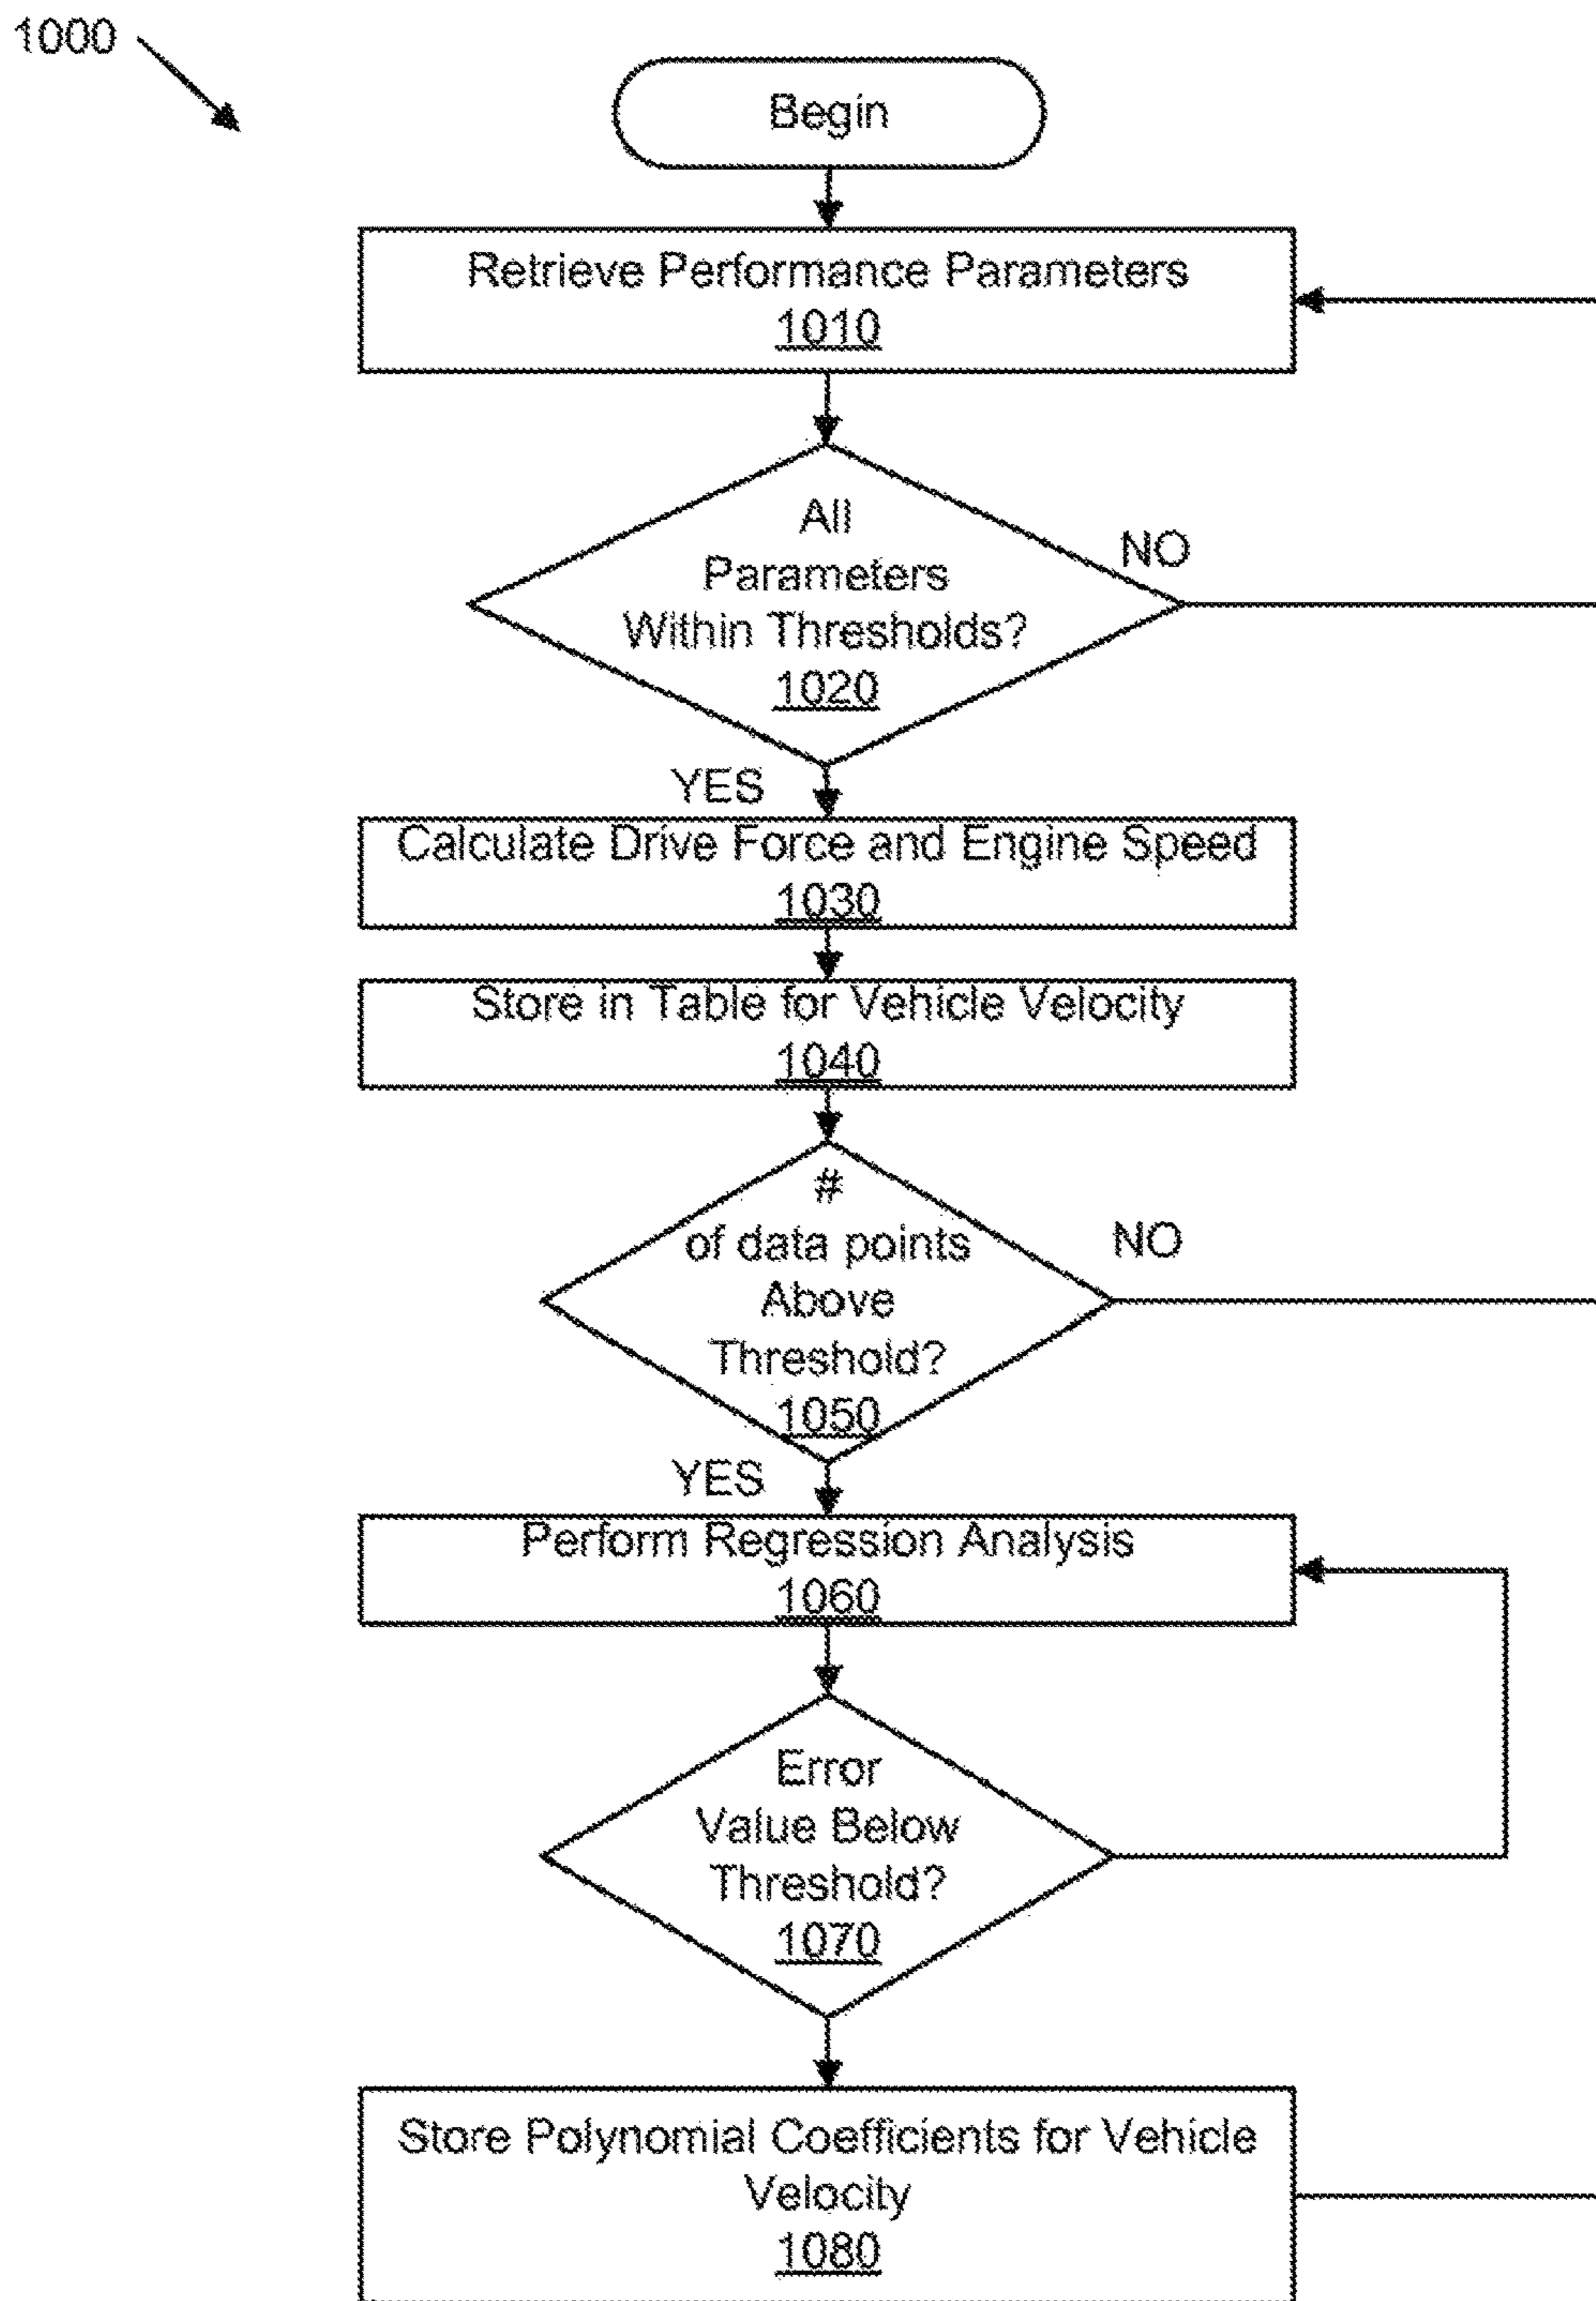 1000
Begin
Retrieve Performance Parameters
1010
All
Parameters
Within Thresholds?
1020
NO
YES
Calculate Drive Force and Engine Speed
1030
Store in Table for Vehicle Velocity
1040
#
of data points
Above
Threshold?
1050
NO
YES
Perform Regression Analysis
1060
Error
Value Below
Threshold?
1070
Store Polynomial Coefficients for Vehicle
Velocity
1080